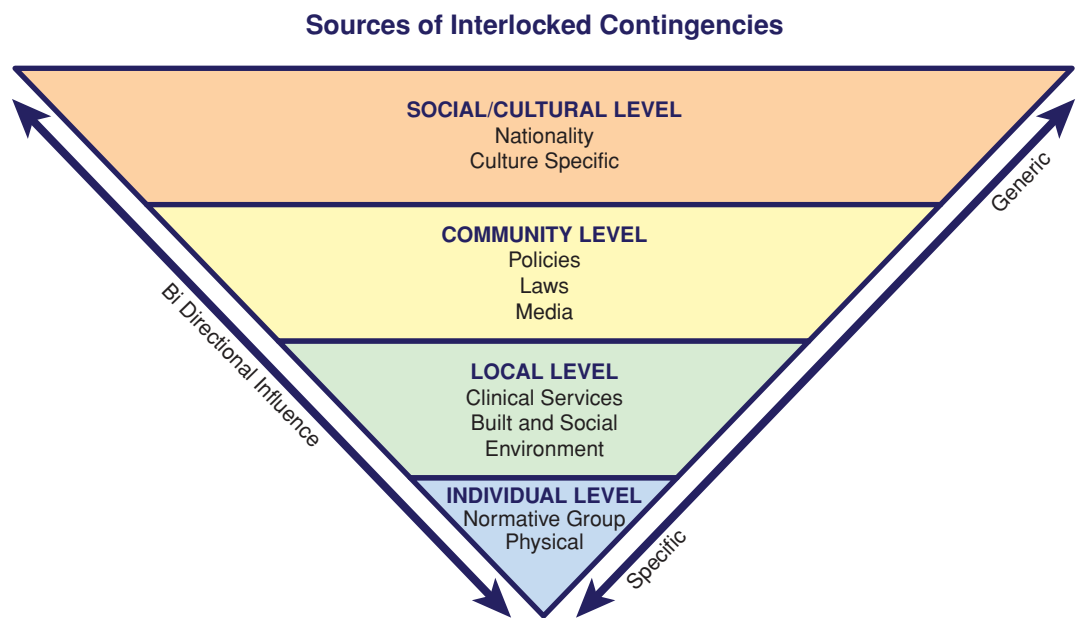 Sources of Interlocked Contingencies
SOCIAL/CULTURAL LEVEL
Nationality
Culture Specific
Generic
COMMUNITY LEVEL
Policies
Laws
Media
Bi Directional Influence
LOCAL LEVEL
Clinical Services
Built and Social
Environment
INDIVIDUAL LEVEL
Normative Group
Physical
Specific